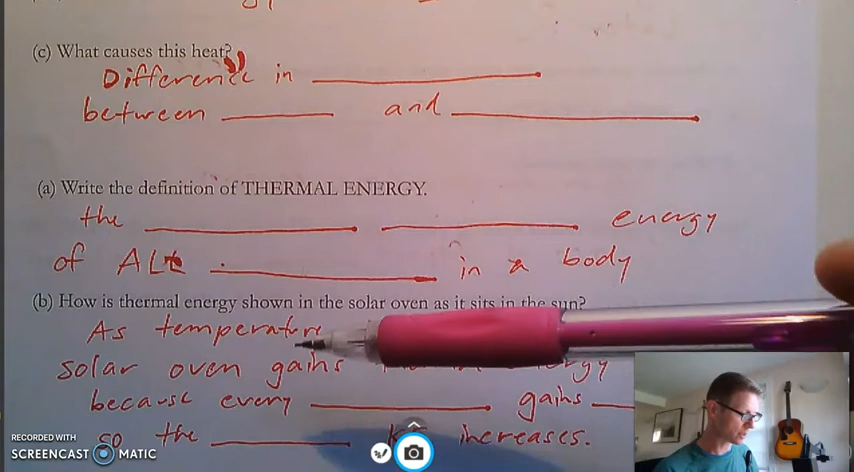 (c) What causes this heat?
Difference in
between and
(a) Write the definition of THERMAL ENERGY.
the energy
of ALL in a body
(b) How is thermal energy shown in the solar oven as it sits in the sun?
As temperature
solar oven gains
because every gains
so the increases.
RECORDED WITH
SCREENCAST MATIC